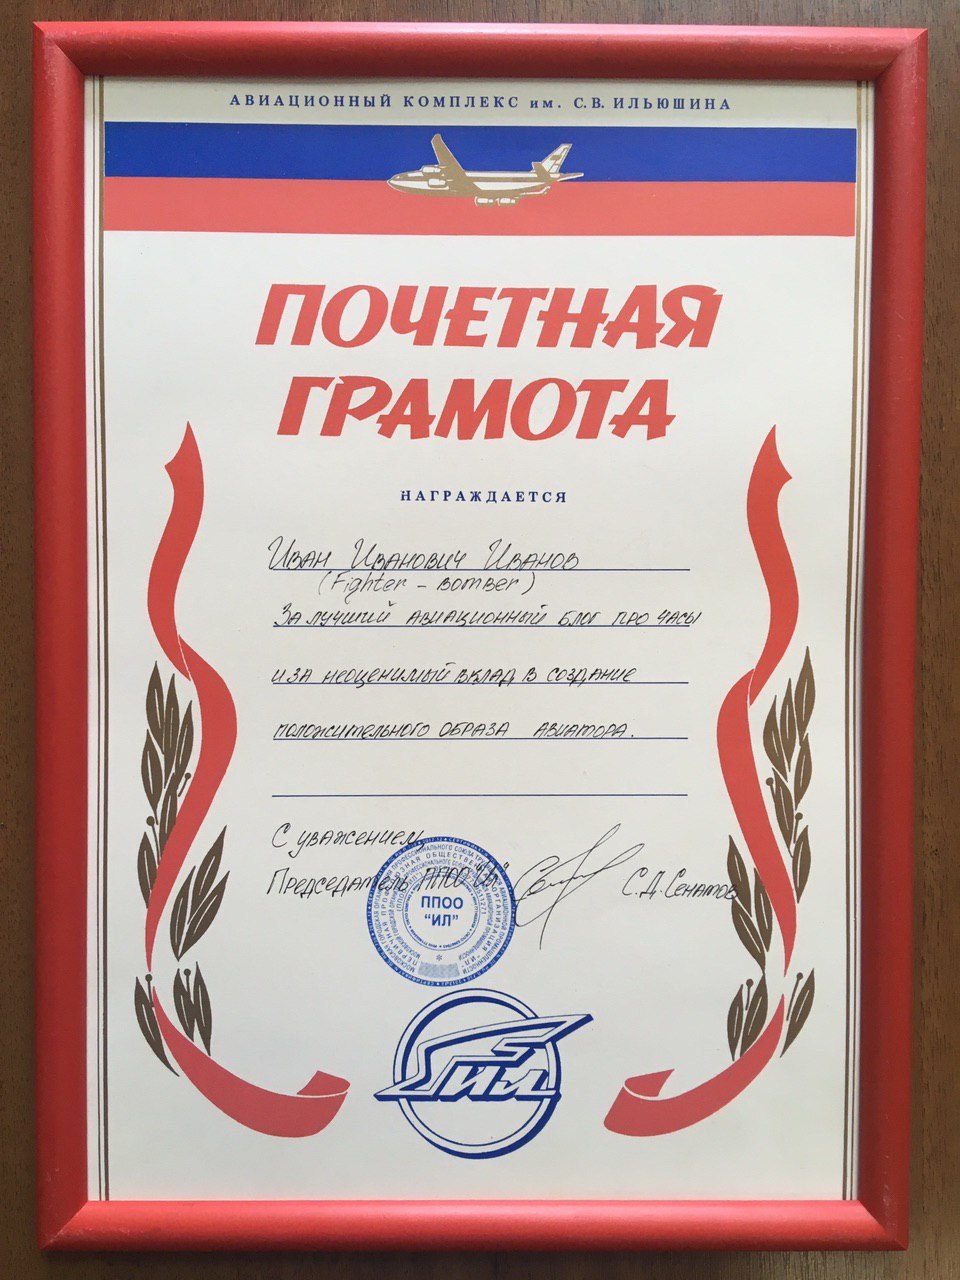 АВИАЦИОННЫЙ КОМПЛЕКС им. С.В. ИЛЬЮШИНА
ПОЧЕТНАЯ
ГРАМОТА
НАГРАЖДАЕТСЯ
Иван Иванович Иванов
(Fighter - Bomber)
За лучший авиационный блог про часы
и за неоценимый вклад в создание
положительного образа авиатора.
С уважением,
Председатель ППОО "Ил" С.Д. Сенатов
ППОО
"ИЛ"
ИЛ